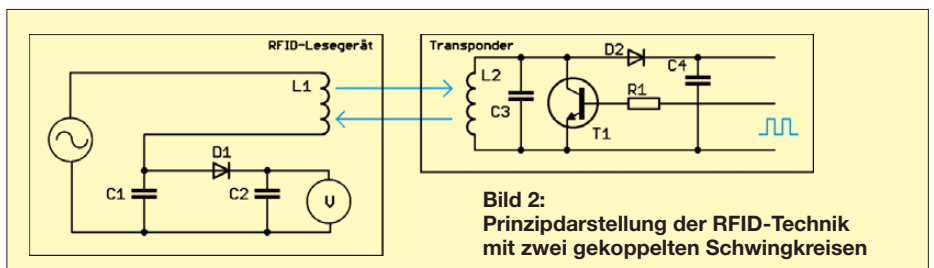 RFID-Lesegerät
Transponder
L1
D1
C1
C2
V
L2
C3
D2
C4
R1
T1
Bild 2:
Prinzipdarstellung der RFID-Technik
mit zwei gekoppelten Schwingkreisen